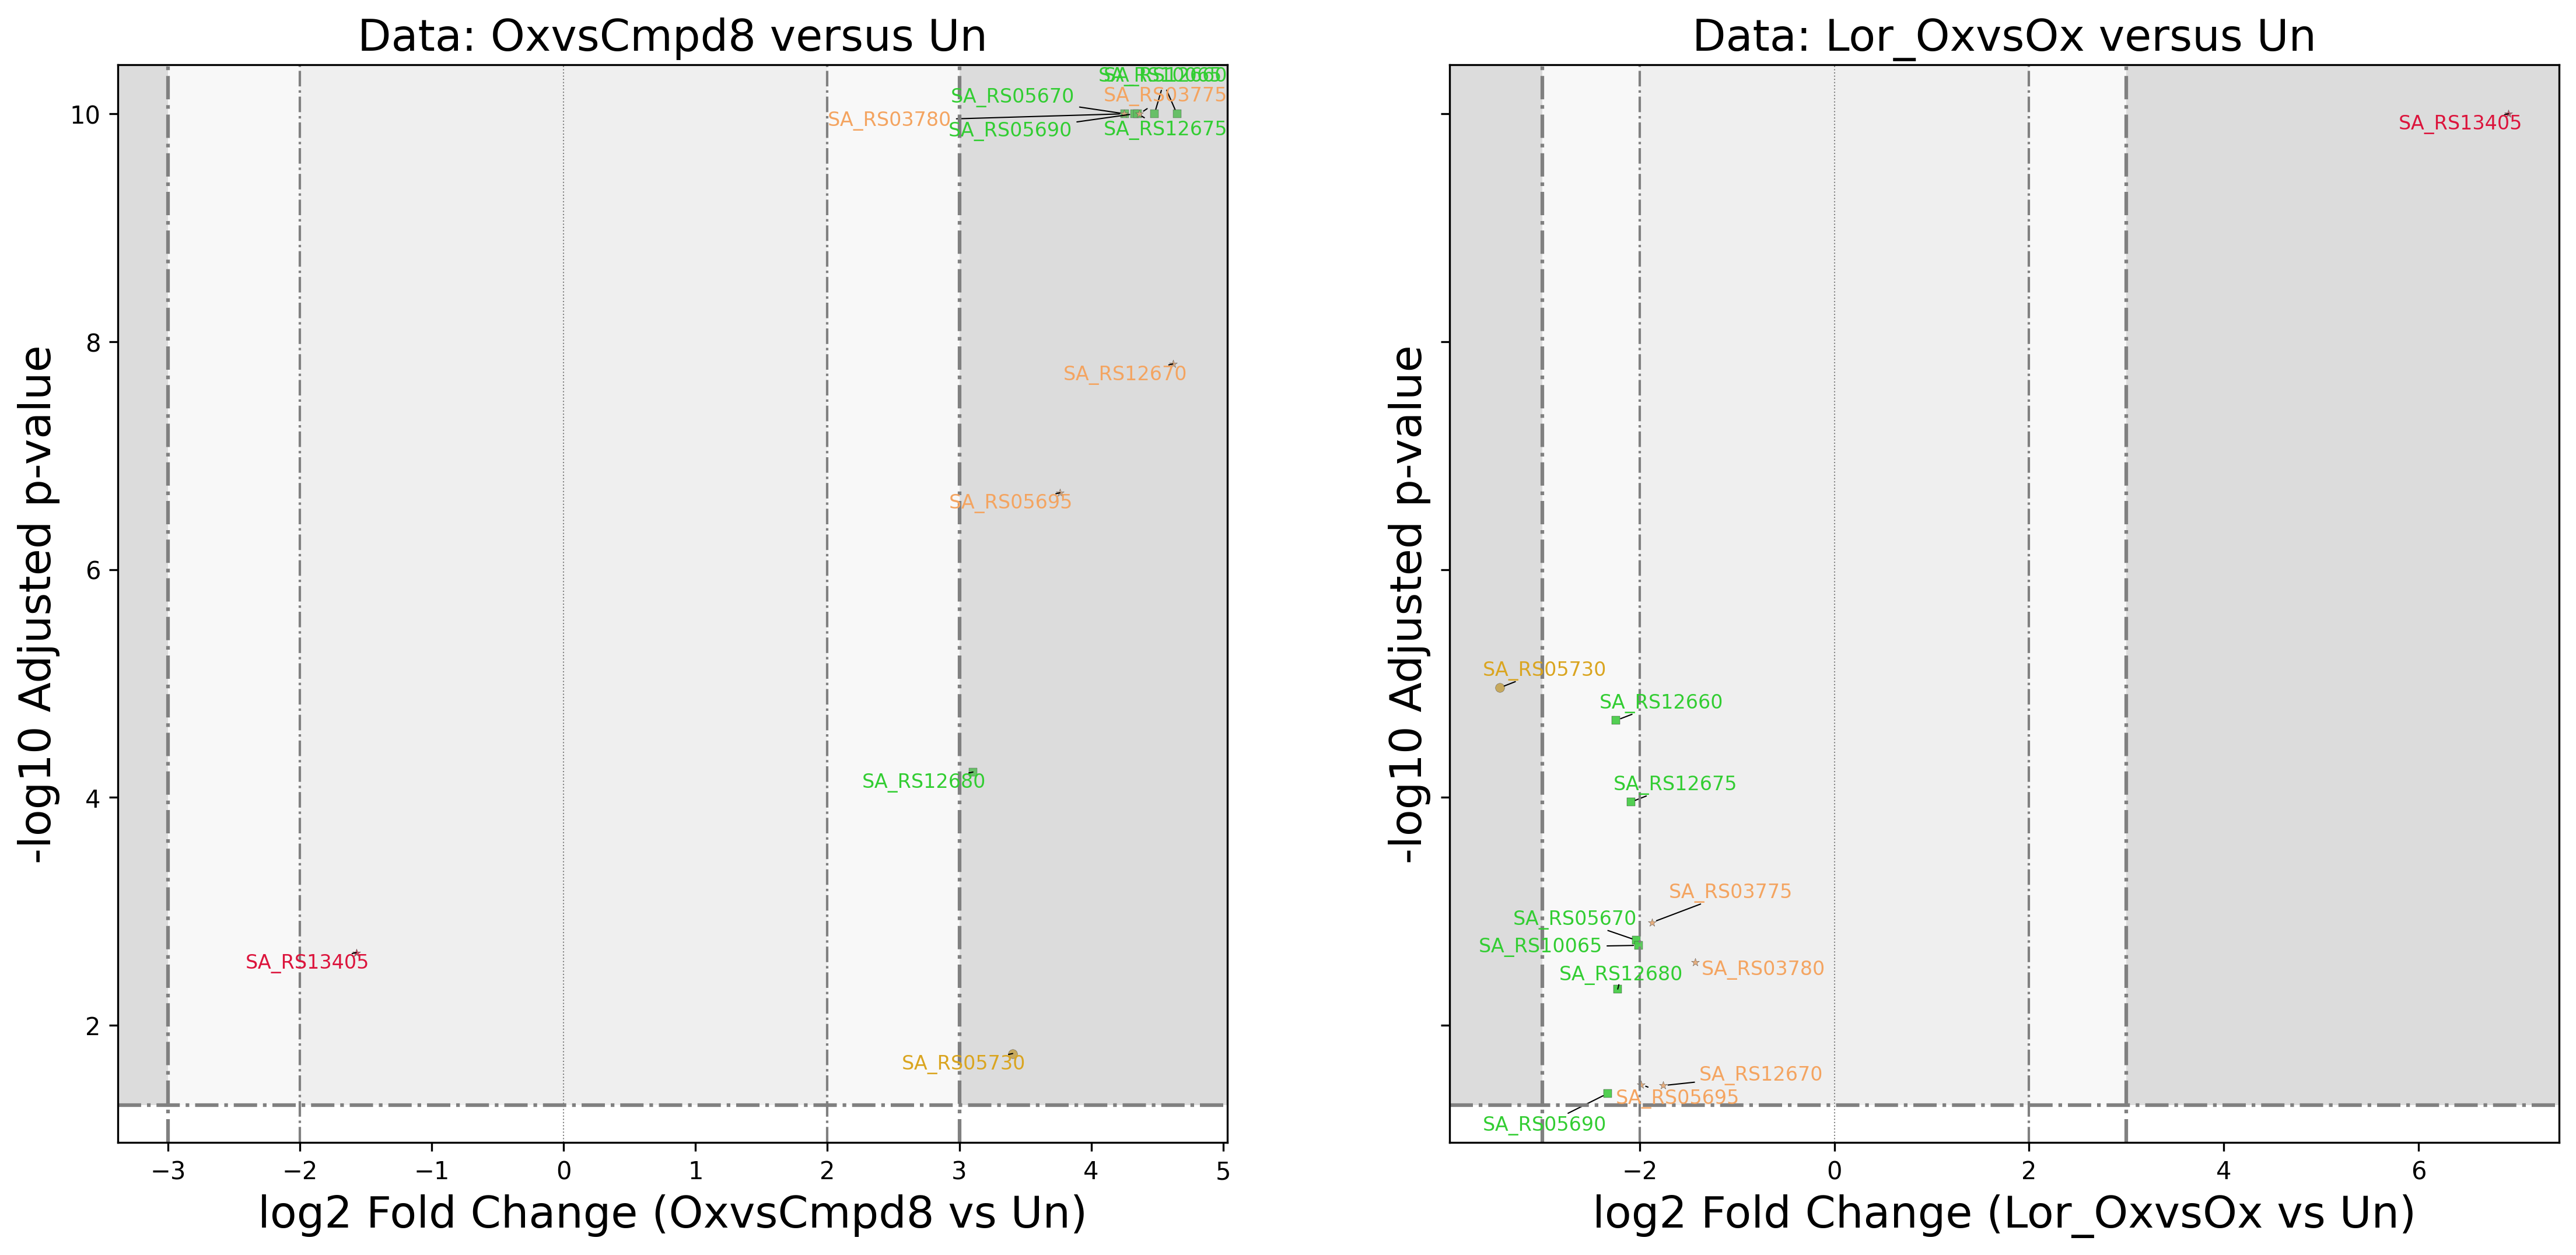 Data: OxvsCmpd8 versus Un
-log10 Adjusted p-value
10
8
6
4
2
SA_RS10065
SA_RS12660
SA_RS05670
SA_RS03775
SA_RS03780
SA_RS05690
SA_RS12675
SA_RS12670
SA_RS05695
SA_RS12680
SA_RS13405
SA_RS05730
−3
−2
−1
0
1
2
3
4
5
log2 Fold Change (OxvsCmpd8 vs Un)
Data: Lor_OxvsOx versus Un
-log10 Adjusted p-value
SA_RS13405
SA_RS05730
SA_RS12660
SA_RS12675
SA_RS03775
SA_RS05670
SA_RS10065
SA_RS03780
SA_RS12680
SA_RS12670
SA_RS05695
SA_RS05690
−2
0
2
4
6
log2 Fold Change (Lor_OxvsOx vs Un)